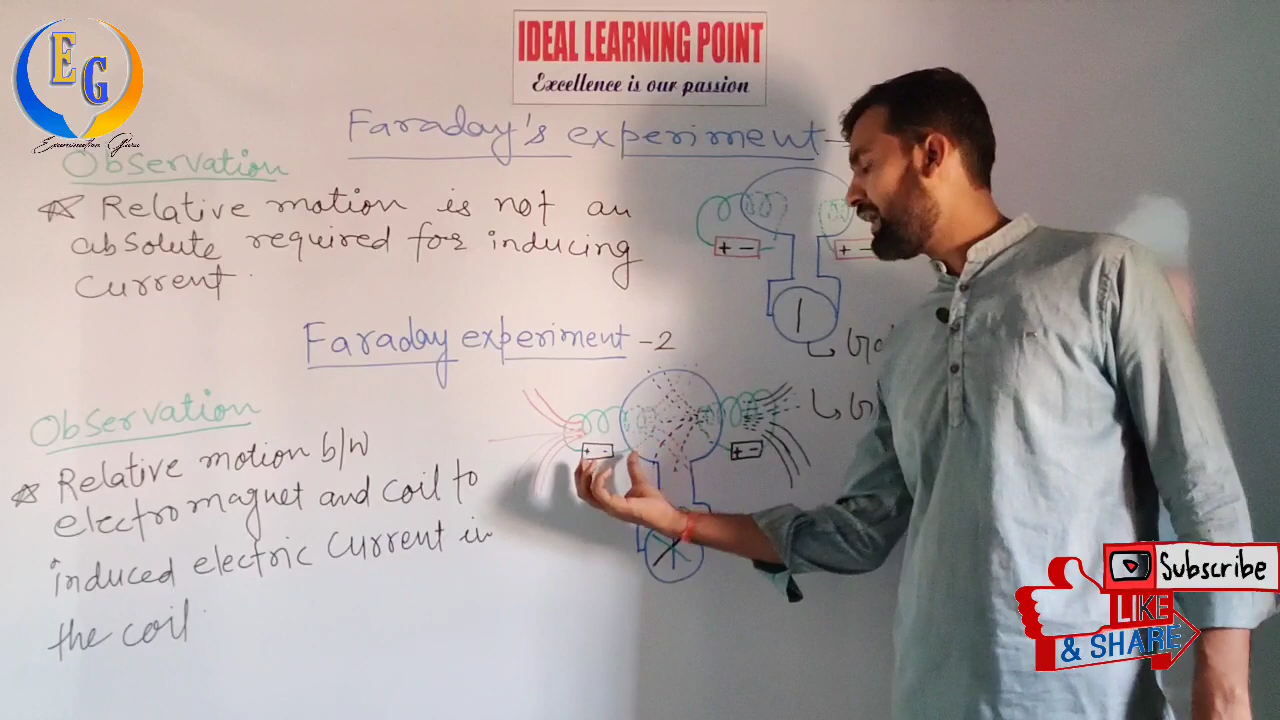 E G
Examination Guru
IDEAL LEARNING POINT
Excellence is our passion
Faraday's experiment-
Observation
Relative motion is not an
absolute required for inducing
current.
+ -
+ -
Faraday experiment -2
Observation
Relative motion b/w
electromagnet and coil to
induced electric current in
the coil.
+ -
+ -
Subscribe
LIKE
& SHARE